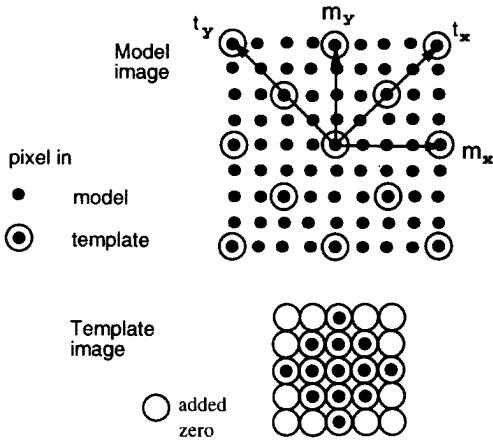 t_y
m_y
t_x
Model
image
m_x
pixel in
model
template
Template
image
added
zero